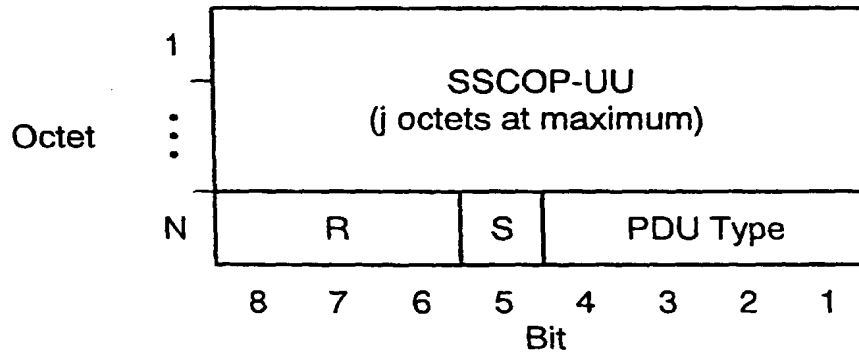 1
SSCOP-UU
(j octets at maximum)
Octet
N R S PDU Type
8 7 6 5 4 3 2 1
Bit